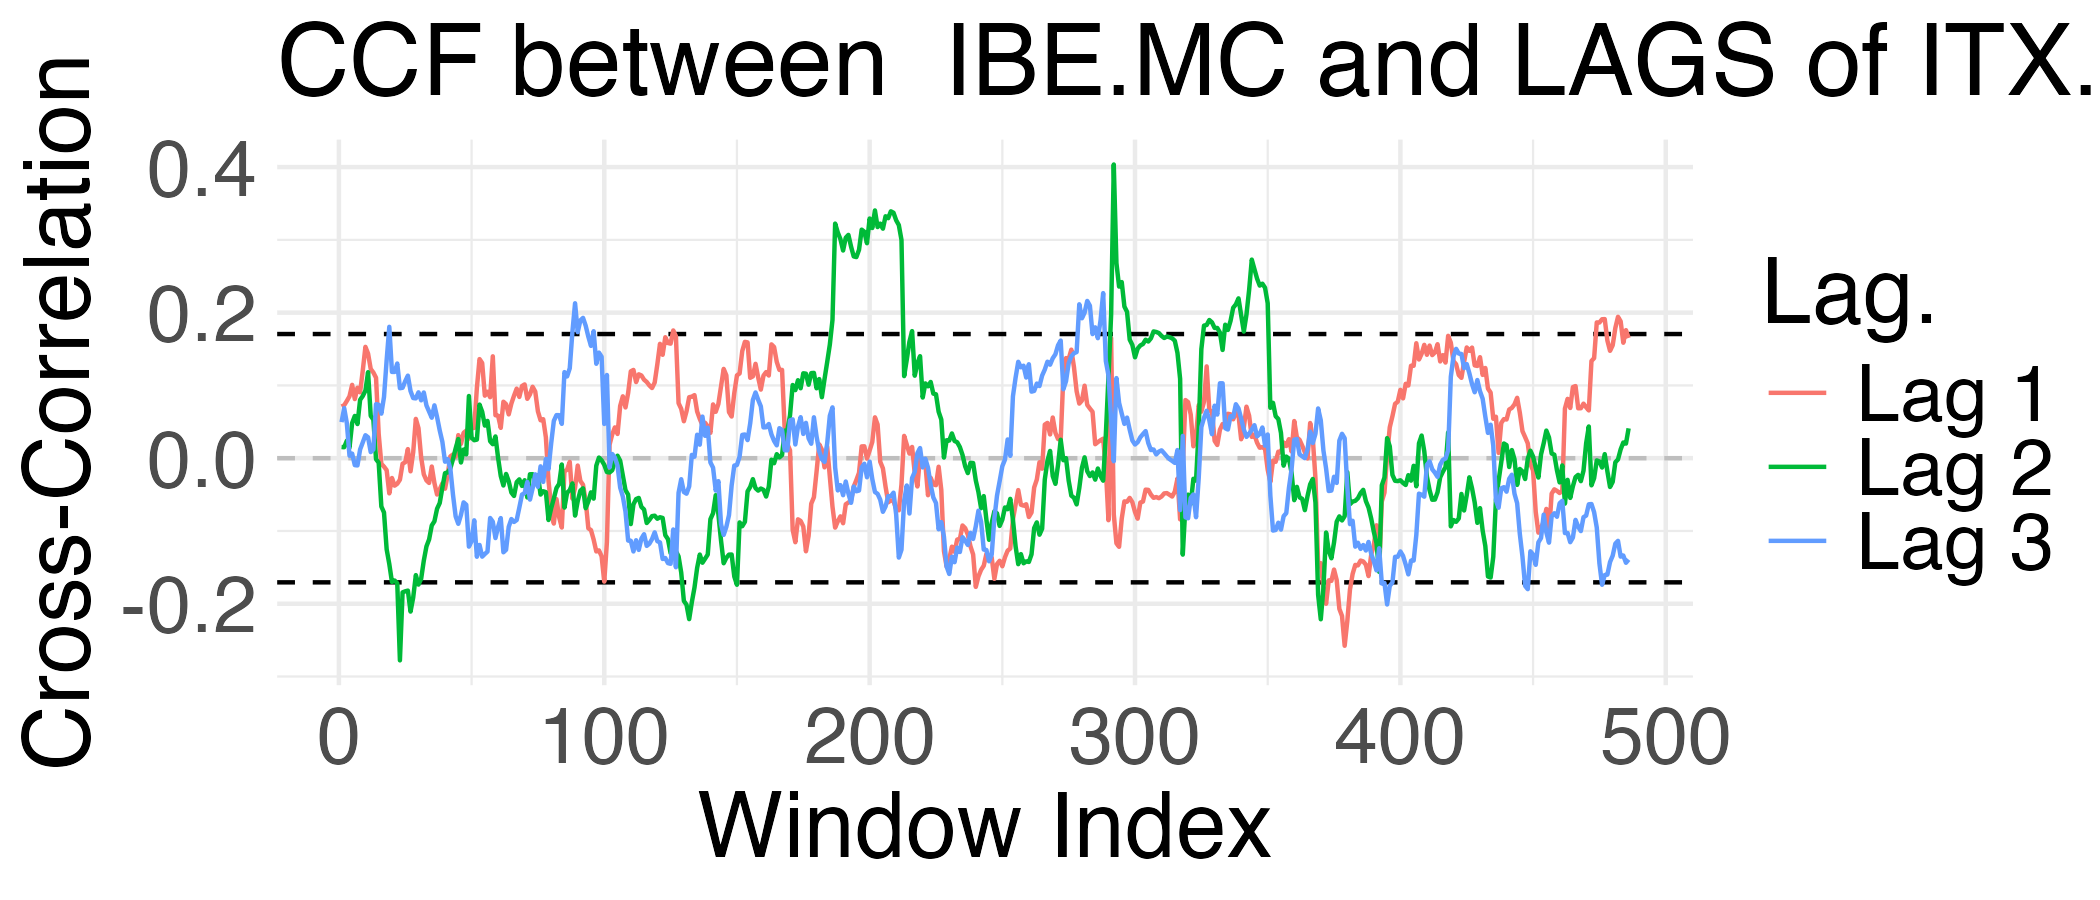 CCF between  IBE.MC and LAGS of ITX.
Cross-Correlation
0.4
0.2
0.0
-0.2
0
100
200
300
400
500
Window Index
Lag.
Lag 1
Lag 2
Lag 3